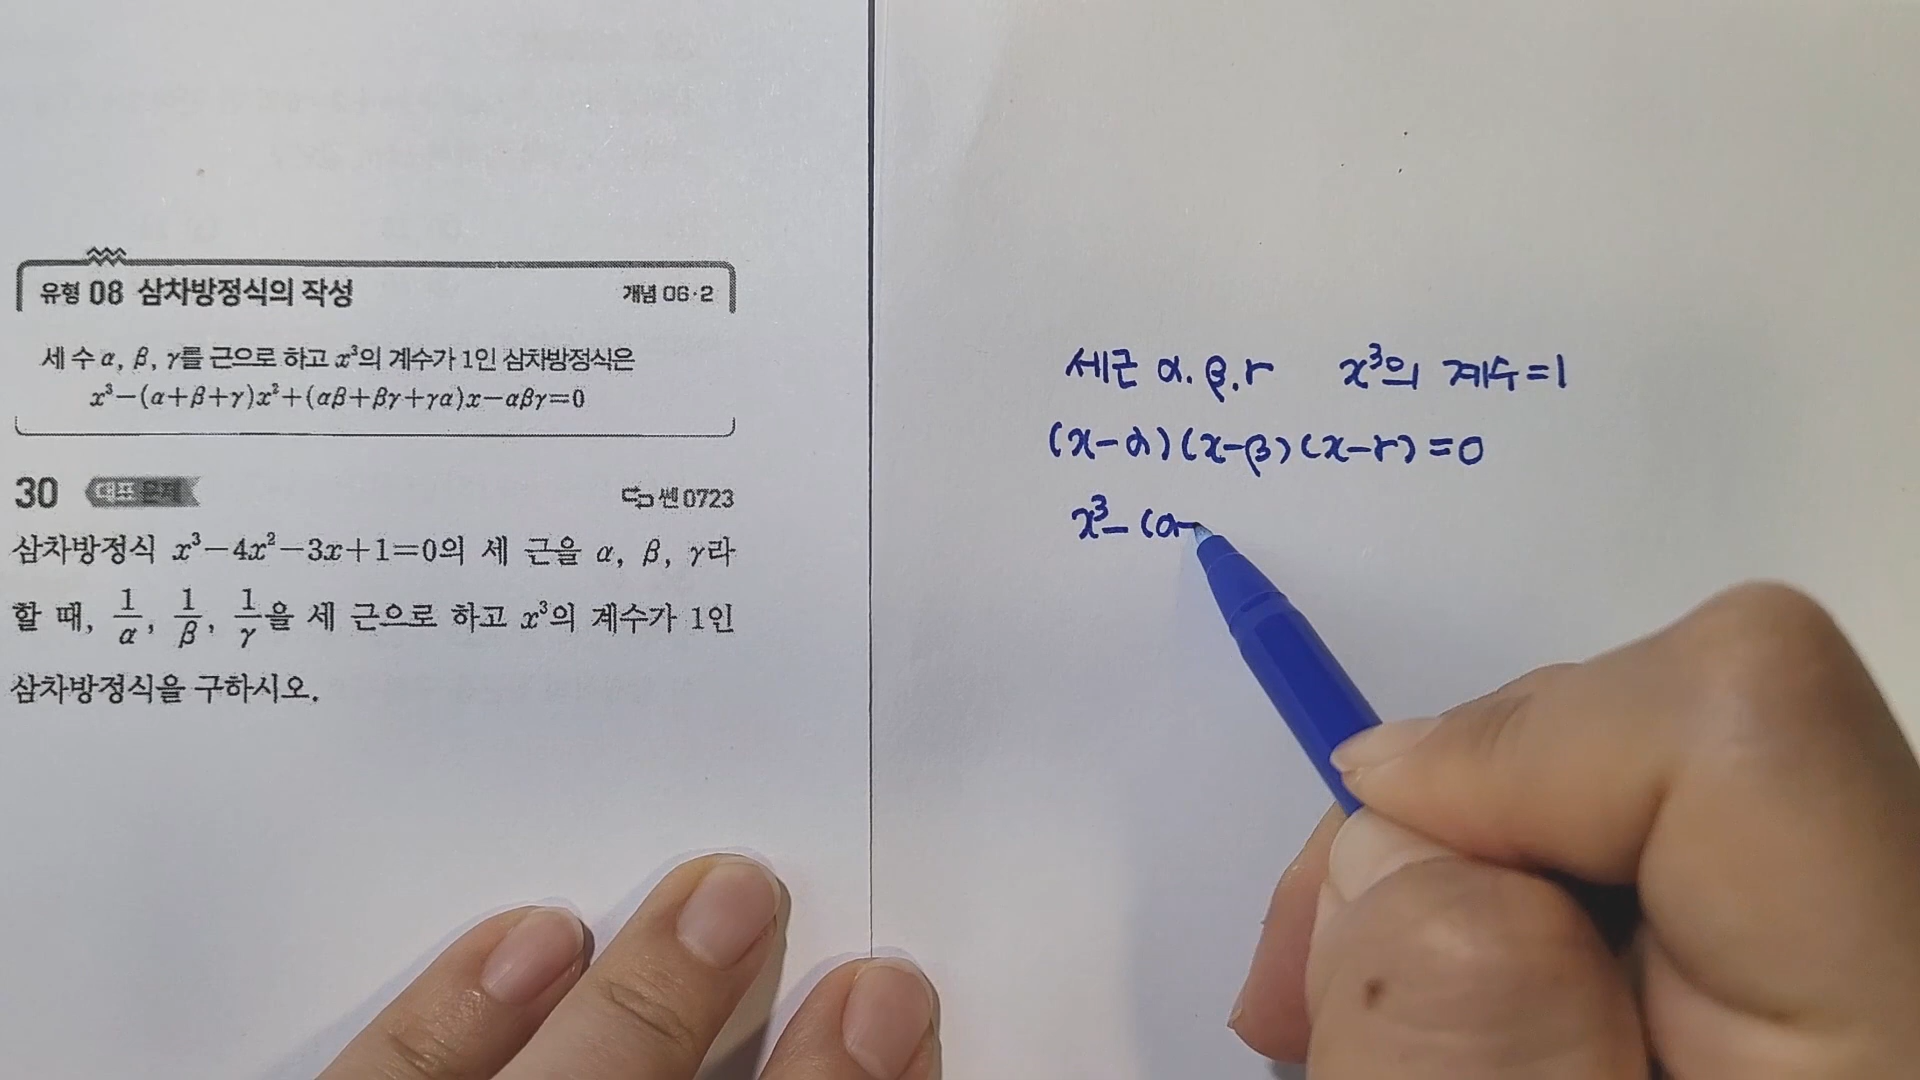 유형 08 삼차방정식의 작성 개념 06·2
세 수 α, β, γ를 근으로 하고 x³의 계수가 1인 삼차방정식은
x³−(α+β+γ)x²+(αβ+βγ+γα)x−αβγ=0
30 대표 문제 쎈 0723
삼차방정식 x³−4x²−3x+1=0의 세 근을 α, β, γ라
할 때, 1/α, 1/β, 1/γ을 세 근으로 하고 x³의 계수가 1인
삼차방정식을 구하시오.
세근 α. β. r x³의 계수=1
(x−α)(x−β)(x−r)=0
x³−(α